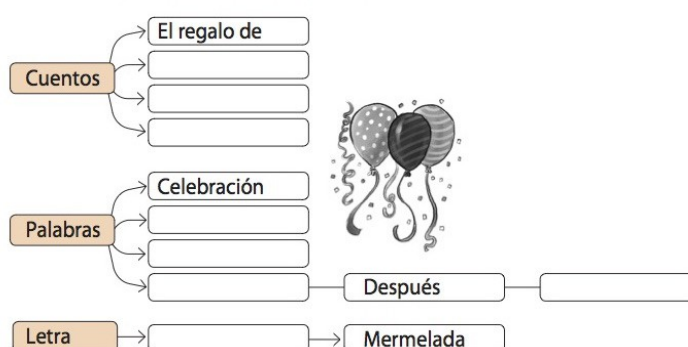 El regalo de
Cuentos
Celebración
Palabras
Después
Letra
Mermelada